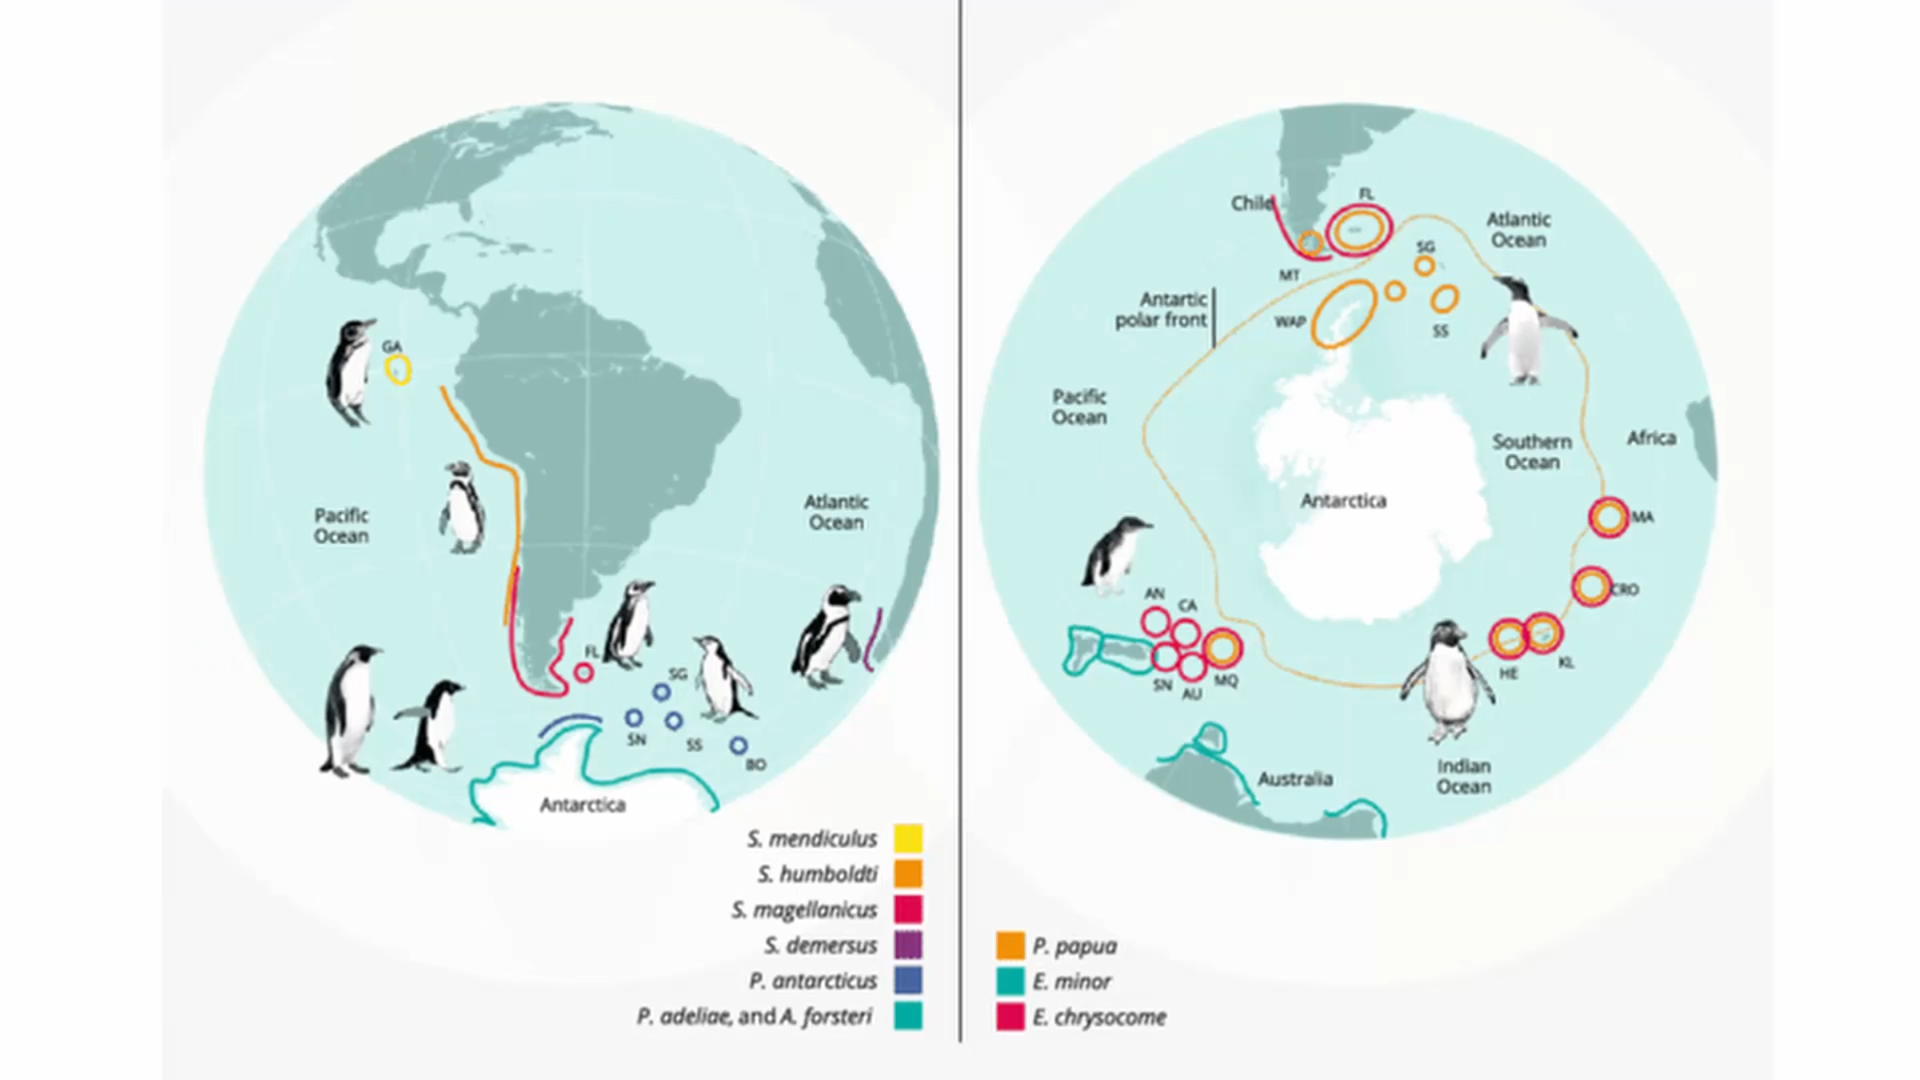 GA
Pacific
Ocean
Atlantic
Ocean
FL
SG
SN
SS
BO
Antarctica
S. mendiculus
S. humboldti
S. magellanicus
S. demersus
P. antarcticus
P. adeliae, and A. forsteri
Chile
FL
Atlantic
Ocean
SG
MT
Antartic
polar front
WAP
SS
Pacific
Ocean
Southern
Ocean
Africa
Antarctica
MA
CRO
AN
CA
SN
AU
MQ
HE
KL
Australia
Indian
Ocean
P. papua
E. minor
E. chrysocome